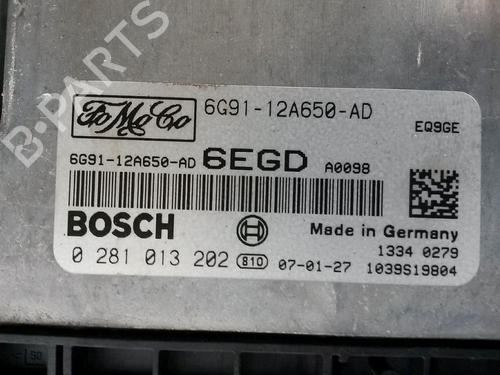 B-PARTS
FoMoCo
6G91-12A650-AD
EQ9GE
6G91-12A650-AD 6EGD A0098
BOSCH
Made in Germany
1334 0279
0 281 013 202 810 07-01-27 1039S19804